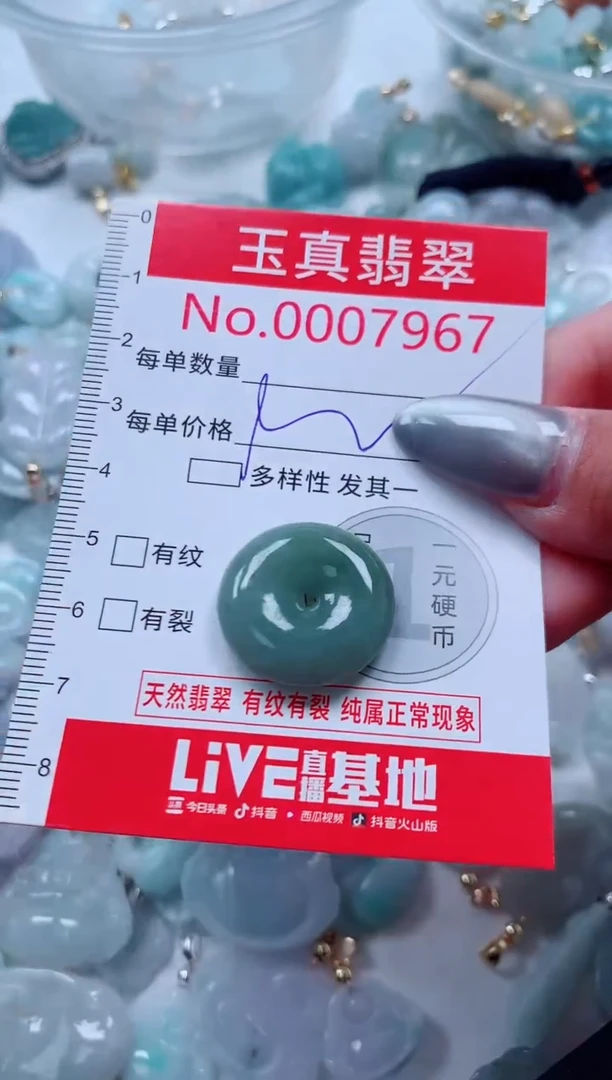 0
1
2
3
4
5
6
7
8
玉真翡翠
No.0007967
每单数量
每单价格
多样性 发其一
有纹
有裂
1
一元硬币
天然翡翠 有纹有裂 纯属正常现象
LiVE直播基地
头条 今日头条 抖音 西瓜视频 抖音火山版